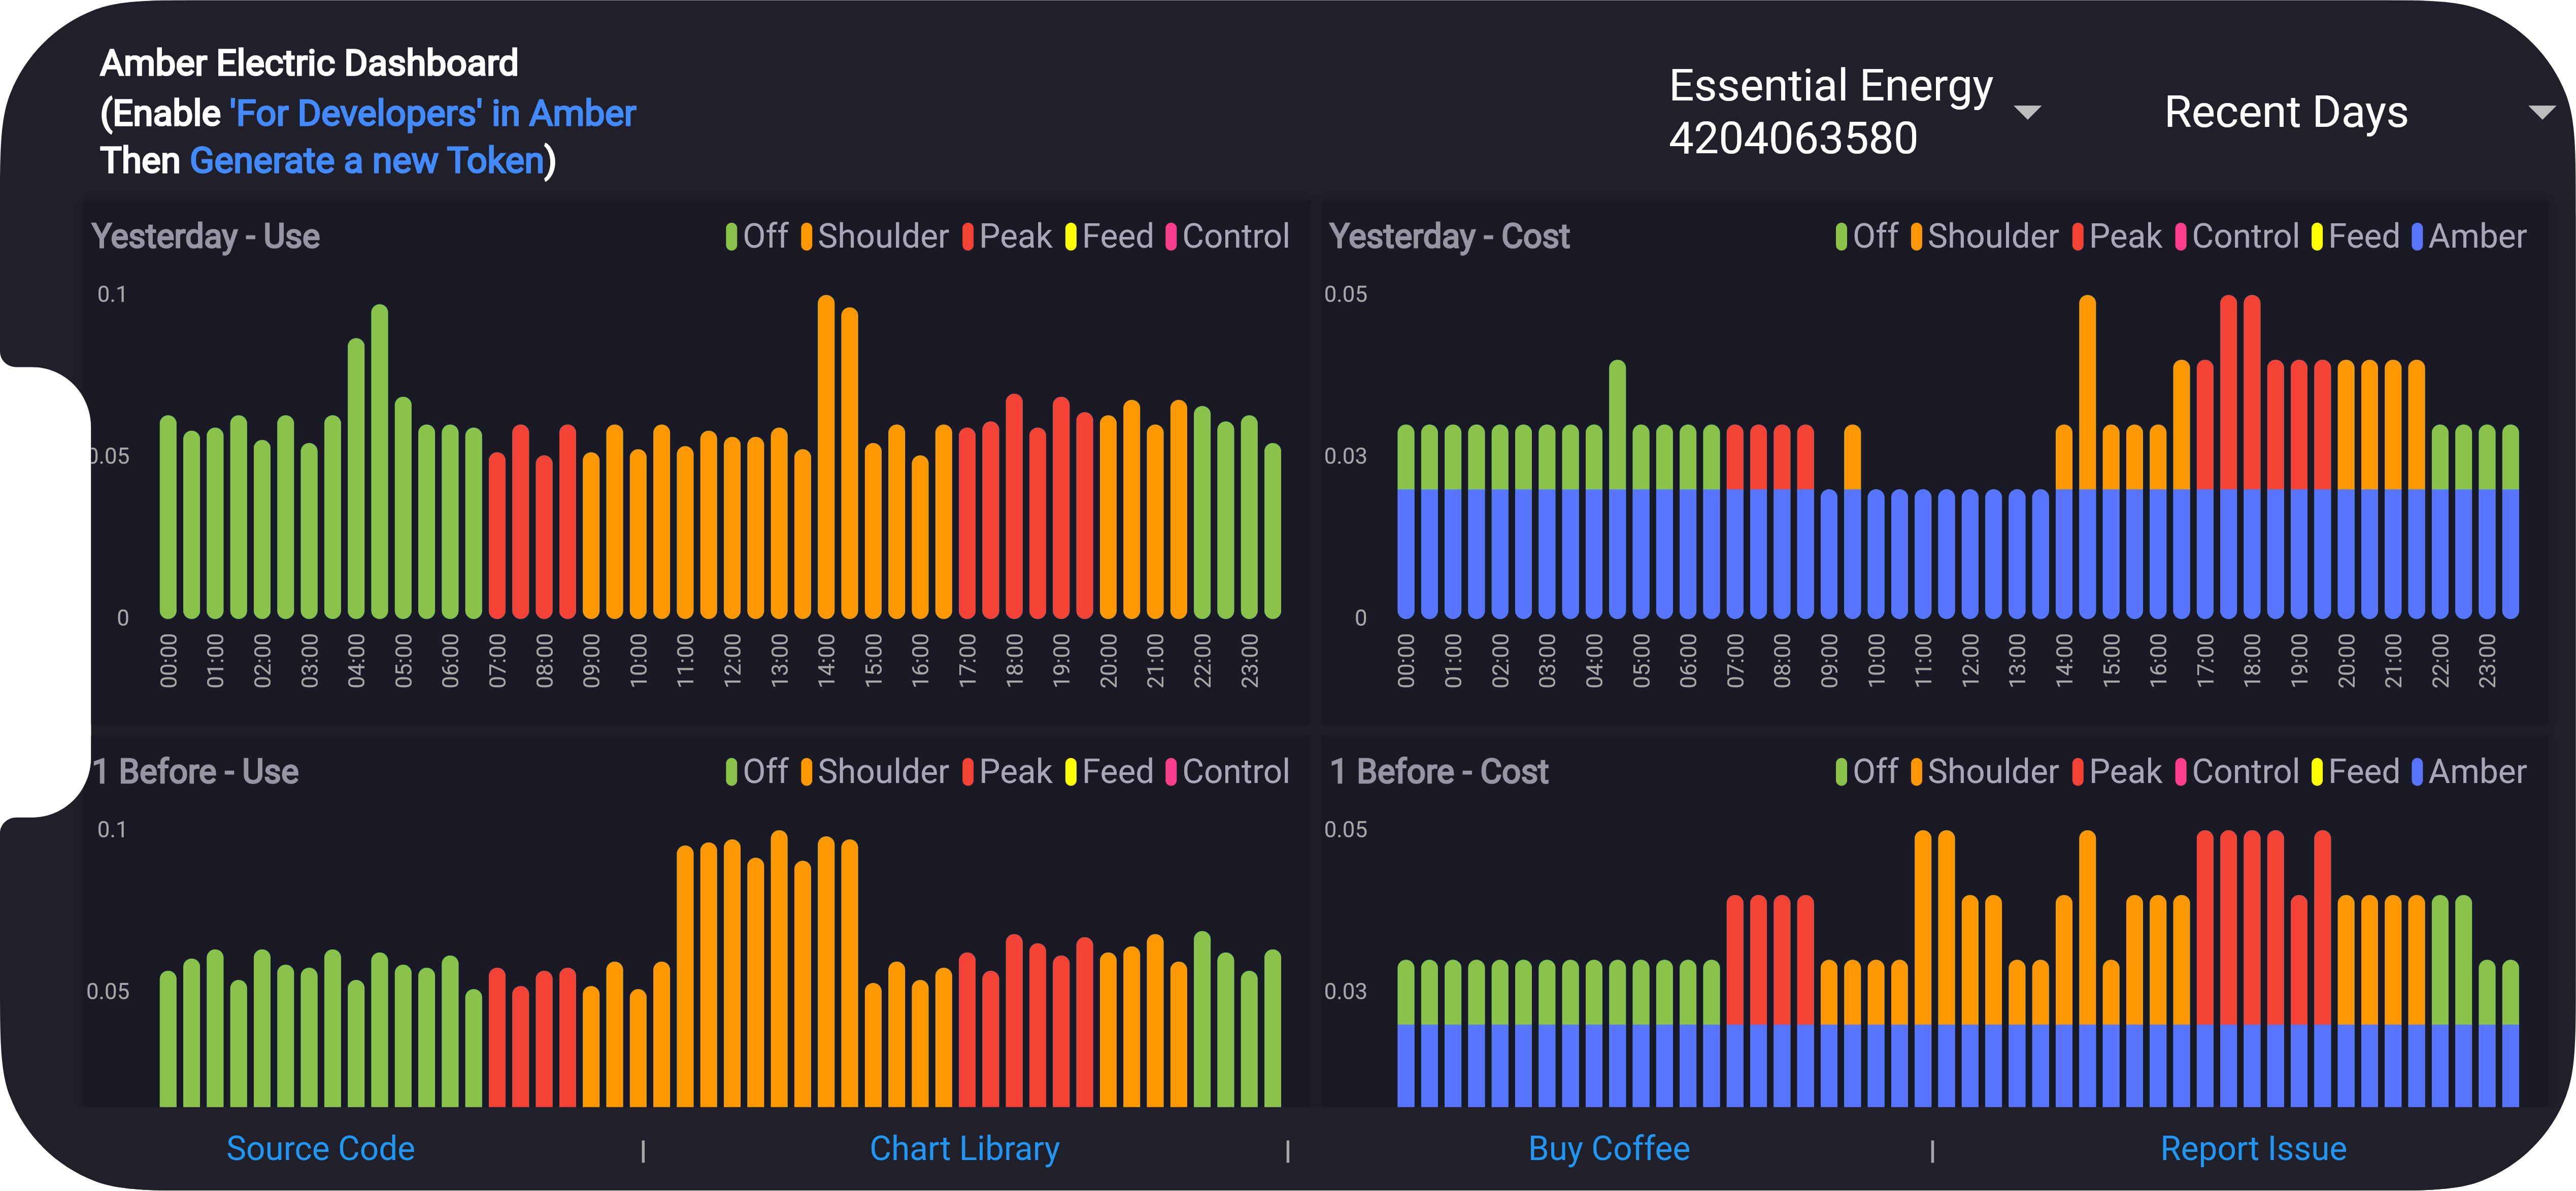 Amber Electric Dashboard
(Enable 'For Developers' in Amber
Then Generate a new Token)
Essential Energy
4204063580
Recent Days
Yesterday - Use
Off Shoulder Peak Feed Control
0.1
0.05
0
00:00 01:00 02:00 03:00 04:00 05:00 06:00 07:00 08:00 09:00 10:00 11:00 12:00 13:00 14:00 15:00 16:00 17:00 18:00 19:00 20:00 21:00 22:00 23:00
Yesterday - Cost
Off Shoulder Peak Control Feed Amber
0.05
0.03
0
00:00 01:00 02:00 03:00 04:00 05:00 06:00 07:00 08:00 09:00 10:00 11:00 12:00 13:00 14:00 15:00 16:00 17:00 18:00 19:00 20:00 21:00 22:00 23:00
1 Before - Use
Off Shoulder Peak Feed Control
0.1
0.05
1 Before - Cost
Off Shoulder Peak Control Feed Amber
0.05
0.03
Source Code | Chart Library | Buy Coffee | Report Issue